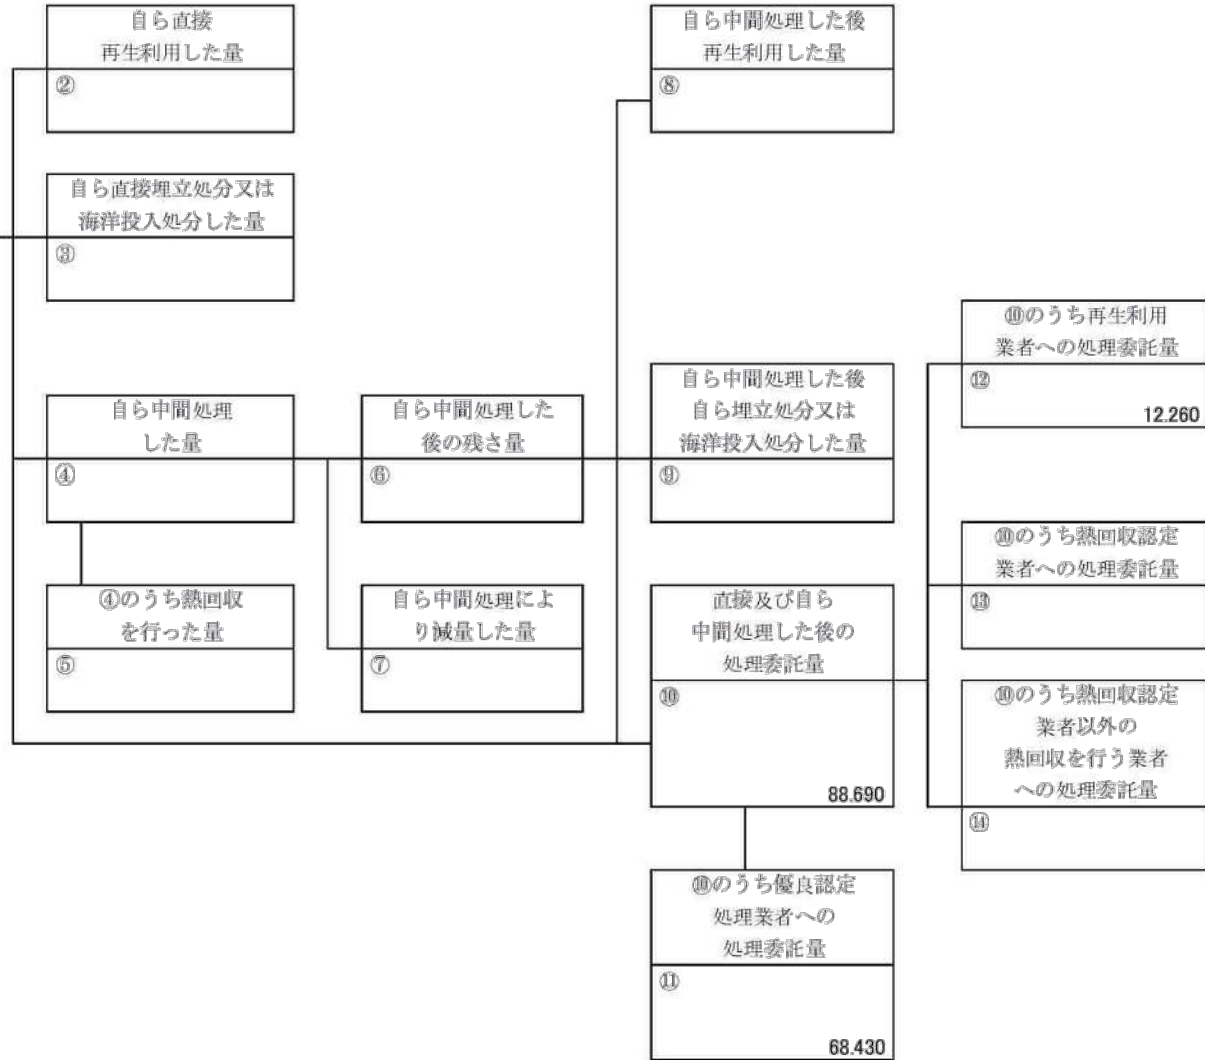 自ら直接
再生利用した量
②
自ら中間処理した後
再生利用した量
⑧
自ら直接埋立処分又は
海洋投入処分した量
③
⑩のうち再生利用
業者への処理委託量
⑫
12.260
自ら中間処理
した量
④
自ら中間処理した
後の残さ量
⑥
自ら中間処理した後
自ら埋立処分又は
海洋投入処分した量
⑨
⑩のうち熱回収認定
業者への処理委託量
⑬
④のうち熱回収
を行った量
⑤
自ら中間処理によ
り減量した量
⑦
直接及び自ら
中間処理した後の
処理委託量
⑩
88.690
⑩のうち熱回収認定
業者以外の
熱回収を行う業者
への処理委託量
⑭
⑩のうち優良認定
処理業者への
処理委託量
⑪
68.430